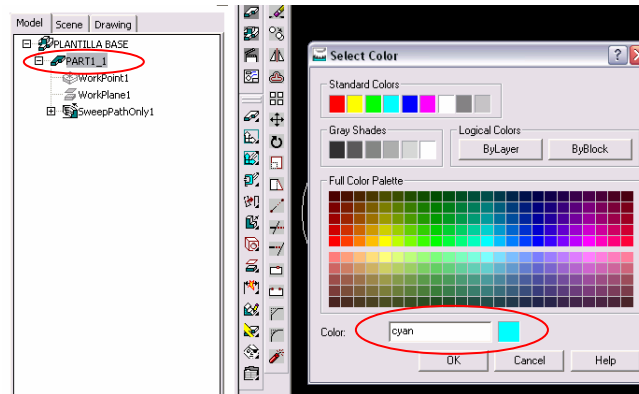 Model Scene Drawing
PLANTILLA BASE
PART1_1
WorkPoint1
WorkPlane1
SweepPathOnly1
Select Color
Standard Colors
Gray Shades
Logical Colors
ByLayer ByBlock
Full Color Palette
Color: cyan
OK Cancel Help